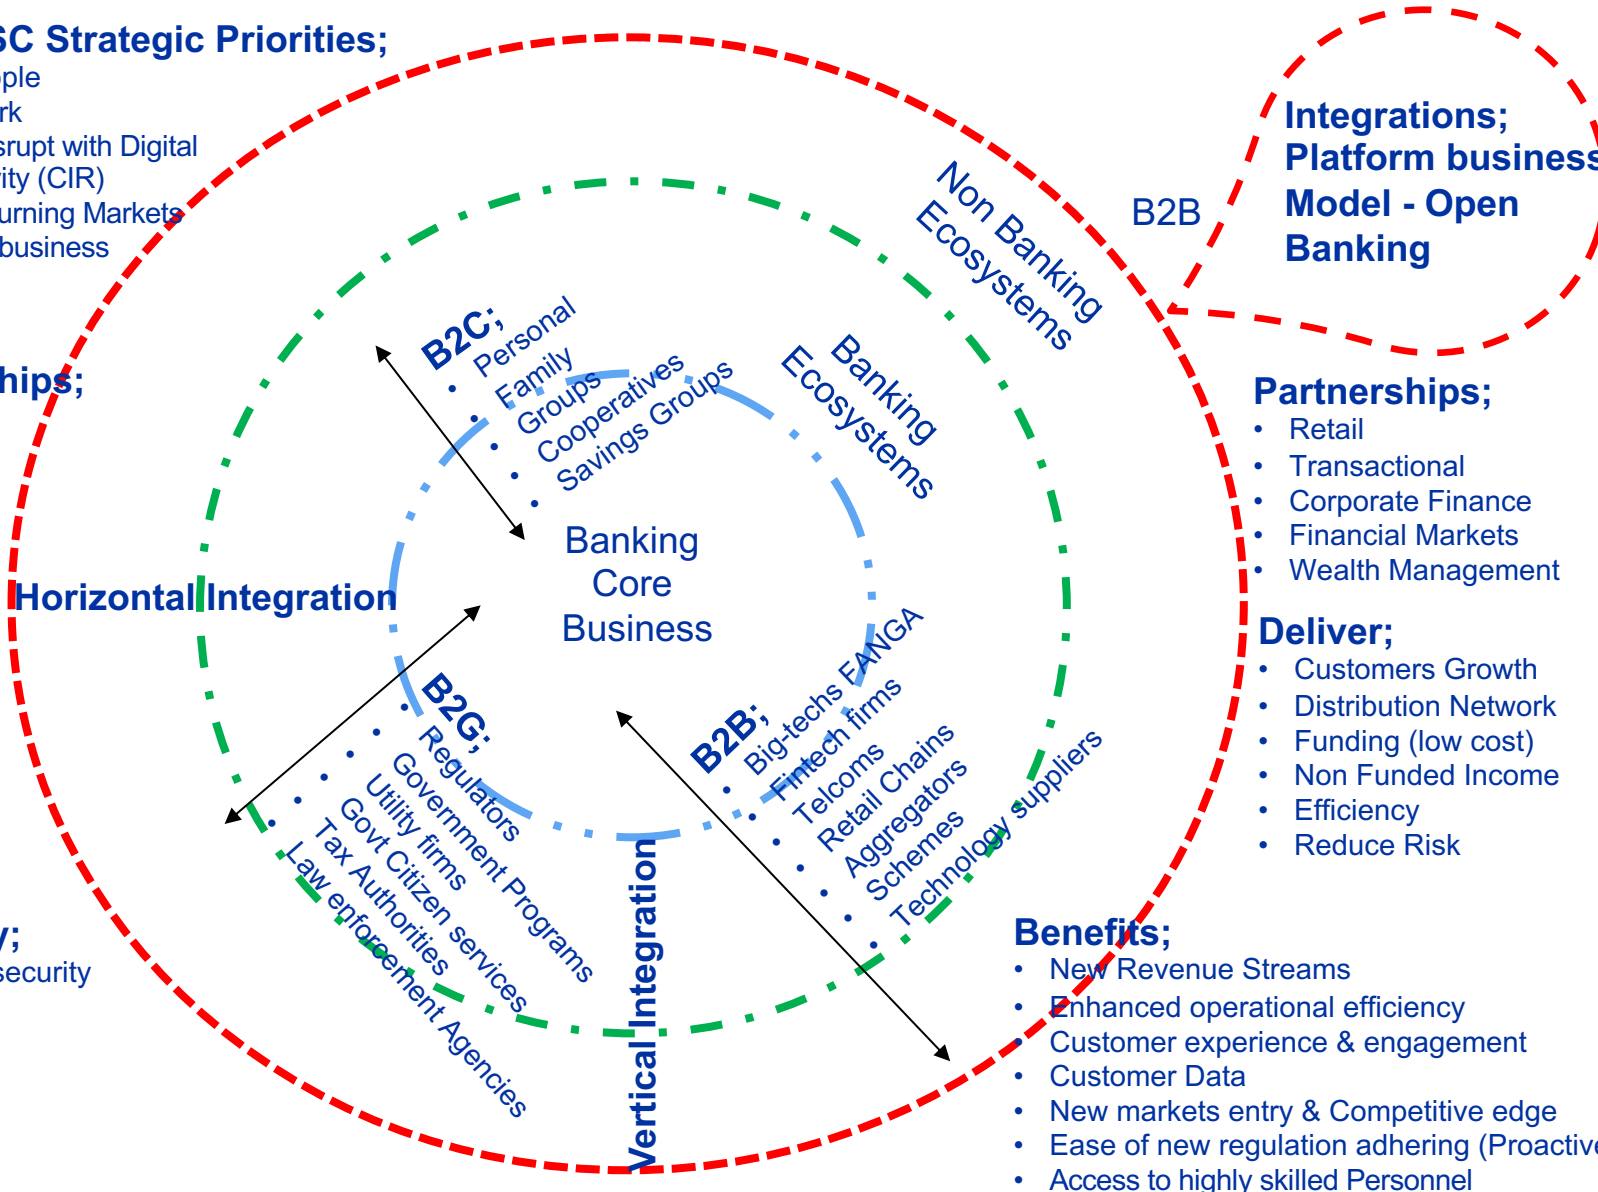 SC Strategic Priorities;
ple
rk
srupt with Digital
ity (CIR)
urning Markets
business
hips;
y;
security
Horizontal Integration
Vertical Integration
B2C;
• Personal
• Family
• Groups
• Cooperatives
• Savings Groups
Banking
Core
Business
Banking
Ecosystems
Non Banking
Ecosystems
B2G;
• Regulators
• Government Programs
• Utility firms
• Govt Citizen services
• Tax Authorities
• Law enforcement Agencies
B2B;
• Big-techs FANGA
• Fintech firms
• Telcoms
• Retail Chains
• Aggregators
• Schemes
• Technology suppliers
B2B
Integrations;
Platform business
Model - Open
Banking
Partnerships;
• Retail
• Transactional
• Corporate Finance
• Financial Markets
• Wealth Management
Deliver;
• Customers Growth
• Distribution Network
• Funding (low cost)
• Non Funded Income
• Efficiency
• Reduce Risk
Benefits;
• New Revenue Streams
• Enhanced operational efficiency
• Customer experience & engagement
• Customer Data
• New markets entry & Competitive edge
• Ease of new regulation adhering (Proactive
• Access to highly skilled Personnel